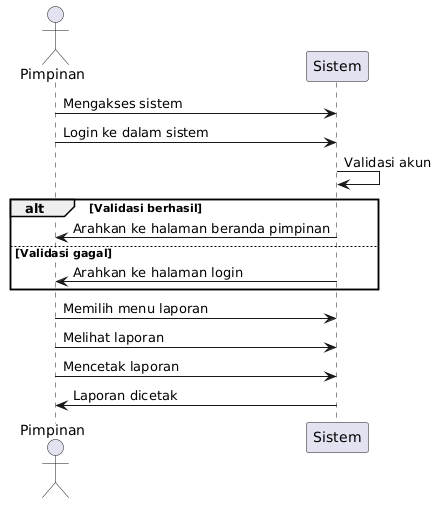 Pimpinan
Sistem
Mengakses sistem
Login ke dalam sistem
Validasi akun
alt [Validasi berhasil]
Arahkan ke halaman beranda pimpinan
[Validasi gagal]
Arahkan ke halaman login
Memilih menu laporan
Melihat laporan
Mencetak laporan
Laporan dicetak
Pimpinan
Sistem